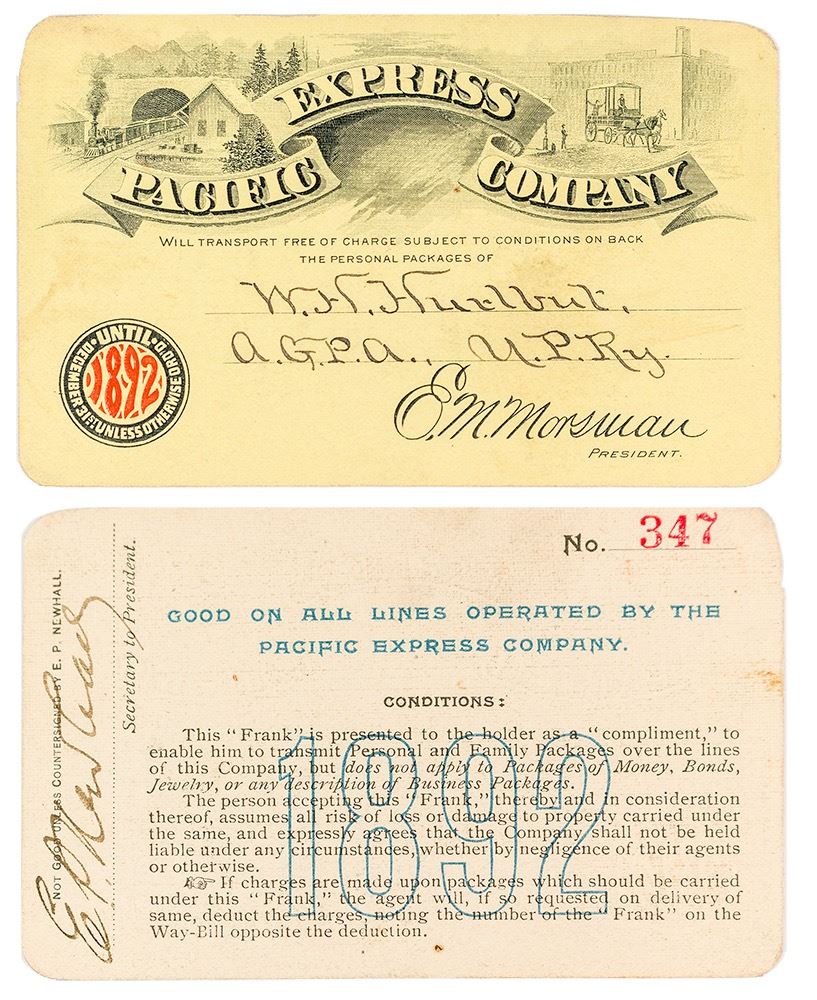 PACIFIC EXPRESS COMPANY
WILL TRANSPORT FREE OF CHARGE SUBJECT TO CONDITIONS ON BACK
THE PERSONAL PACKAGES OF
W. H. Hurlbut,
A.G.P.A., U.P.Ry.
UNTIL DECEMBER 31ST UNLESS OTHERWISE ORD'D.
1892
E. M. Morsman
PRESIDENT.
No. 347
NOT GOOD UNLESS COUNTERSIGNED BY E. P. NEWHALL.
E P Newhall
Secretary to President.
GOOD ON ALL LINES OPERATED BY THE
PACIFIC EXPRESS COMPANY.
CONDITIONS:
1892
This "Frank" is presented to the holder as a "compliment," to
enable him to transmit Personal and Family Packages over the lines
of this Company, but does not apply to Packages of Money, Bonds,
Jewelry, or any description of Business Packages.
The person accepting this "Frank," thereby and in consideration
thereof, assumes all risk of loss or damage to property carried under
the same, and expressly agrees that the Company shall not be held
liable under any circumstances, whether by negligence of their agents
or otherwise.
☞ If charges are made upon packages which should be carried
under this "Frank," the agent will, if so requested on delivery of
same, deduct the charges, noting the number of the "Frank" on the
Way-Bill opposite the deduction.